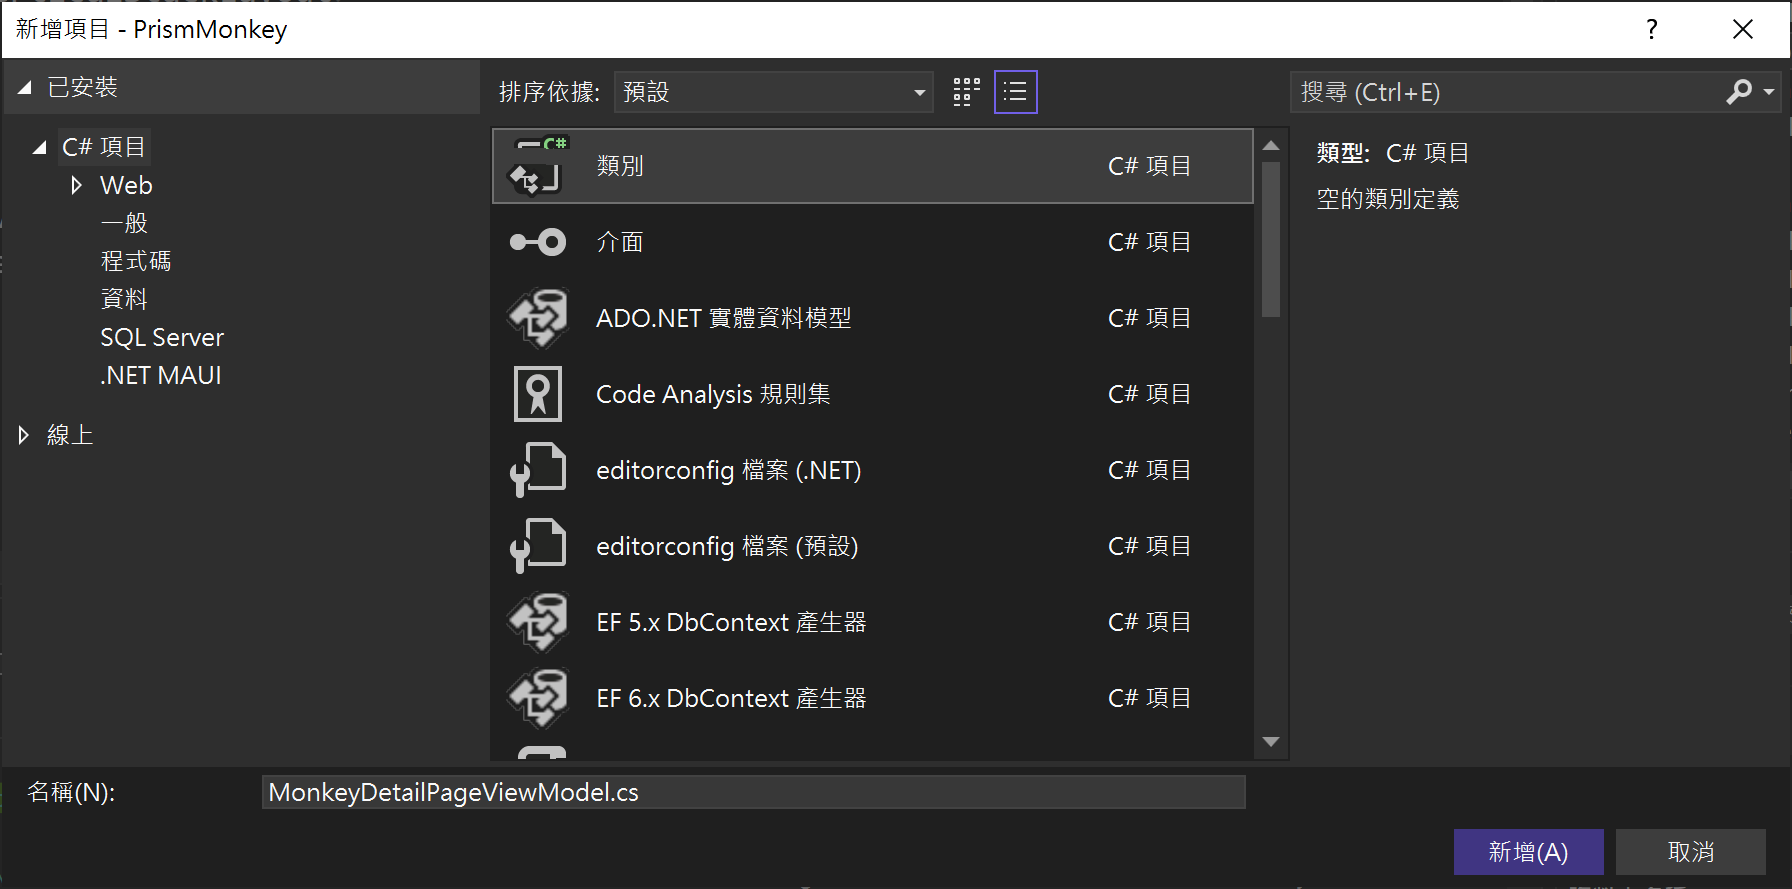 新增項目 - PrismMonkey
?
已安裝
排序依據: 預設
搜尋 (Ctrl+E)
C# 項目
Web
一般
程式碼
資料
SQL Server
.NET MAUI
線上
類別 C# 項目
介面 C# 項目
ADO.NET 實體資料模型 C# 項目
Code Analysis 規則集 C# 項目
editorconfig 檔案 (.NET) C# 項目
editorconfig 檔案 (預設) C# 項目
EF 5.x DbContext 產生器 C# 項目
EF 6.x DbContext 產生器 C# 項目
類型: C# 項目
空的類別定義
名稱(N): MonkeyDetailPageViewModel.cs
新增(A) 取消